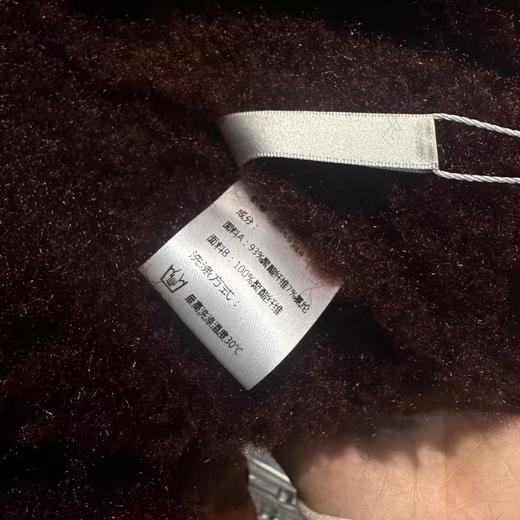 成分：
面料A：93%聚酯纤维7%氨纶
面料B：100%聚酯纤维
洗涤方式：
最高洗涤温度30℃